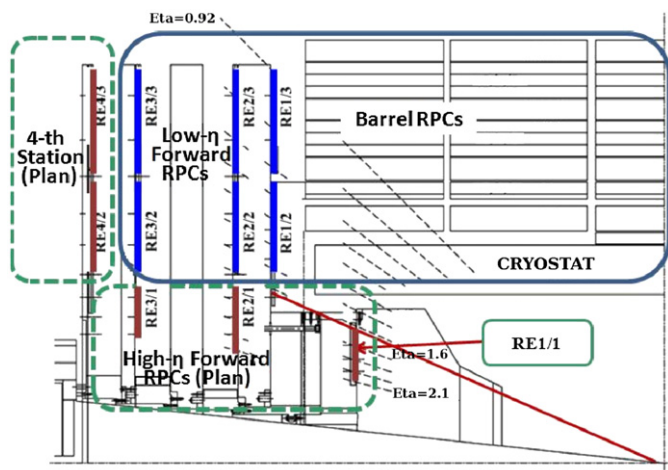 Eta=0.92
4-th
Station
(Plan)
RE4/3
RE3/3
Low-η
Forward
RPCs
RE2/3
RE1/3
Barrel RPCs
RE4/2
RE3/2
RE2/2
RE1/2
CRYOSTAT
RE3/1
RE2/1
High-η Forward
RPCs (Plan)
RE1/1
Eta=1.6
Eta=2.1